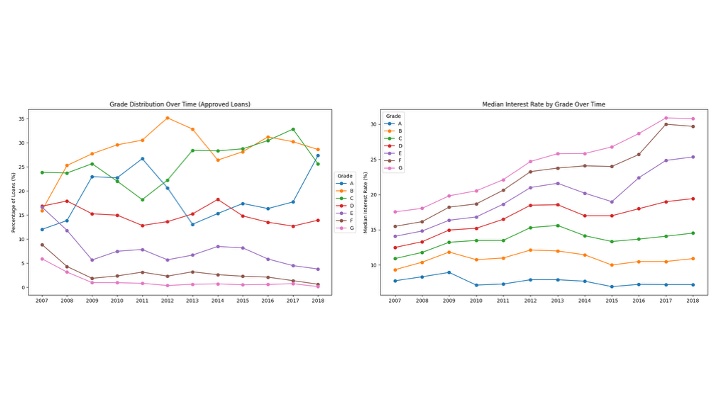 Grade Distribution Over Time (Approved Loans)
Percentage of Loans (%)
35
30
25
20
15
10
5
0
2007 2008 2009 2010 2011 2012 2013 2014 2015 2016 2017 2018
Grade
A
B
C
D
E
F
G
Median Interest Rate by Grade Over Time
Median Interest Rate (%)
30
25
20
15
10
2007 2008 2009 2010 2011 2012 2013 2014 2015 2016 2017 2018
Grade
A
B
C
D
E
F
G